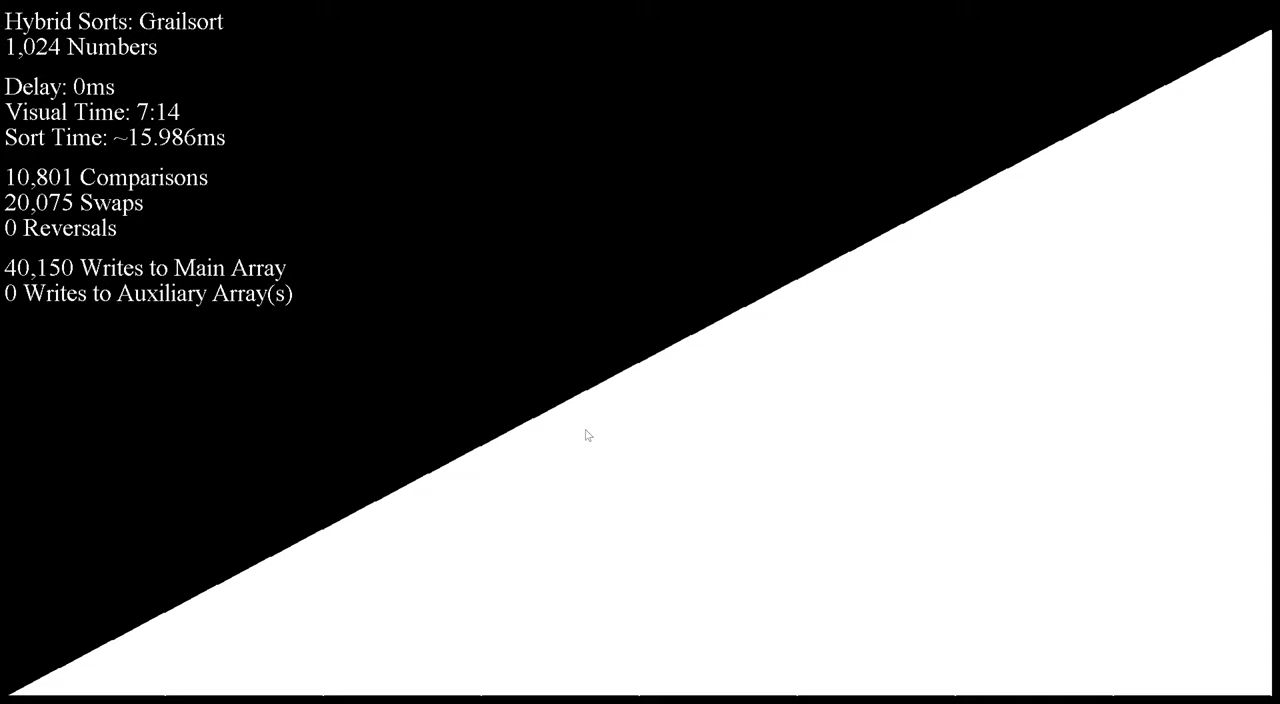 Hybrid Sorts: Grailsort
1,024 Numbers
Delay: 0ms
Visual Time: 7:14
Sort Time: ~15.986ms
10,801 Comparisons
20,075 Swaps
0 Reversals
40,150 Writes to Main Array
0 Writes to Auxiliary Array(s)